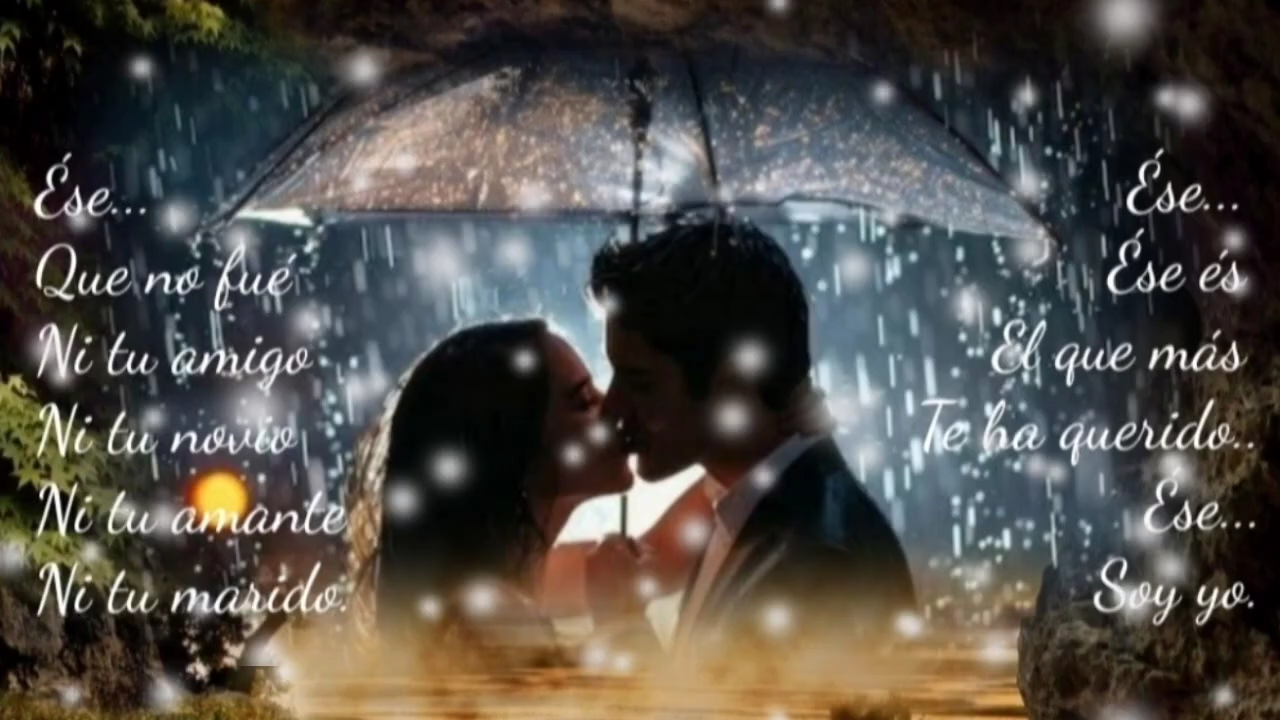 Ése...
Que no fué
Ni tu amigo
Ni tu novio
Ni tu amante
Ni tu marido.
Ése...
Ése és
El que más
Te ha querido..
Ése...
Soy yo.